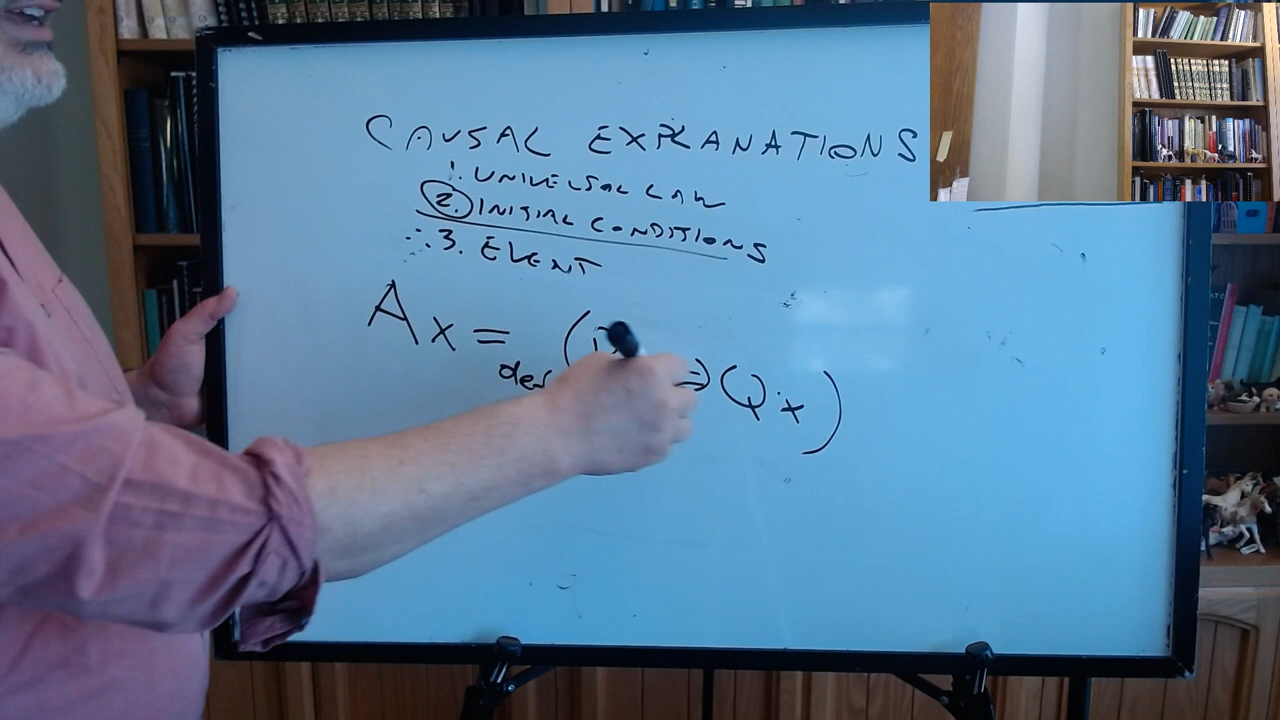 CAUSAL EXPLANATIONS
1. UNIVERSAL LAW
2. INITIAL CONDITIONS
∴ 3. EVENT
Ax = ( ⇒ Qx)
def